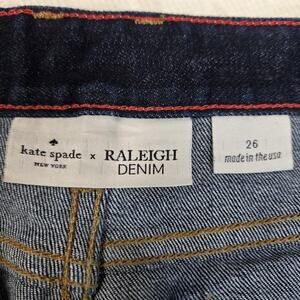 kate spade x RALEIGH
NEW YORK DENIM
26
made in the usa